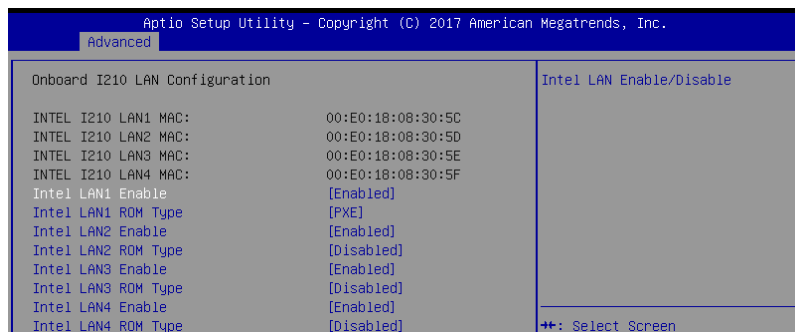 Aptio Setup Utility – Copyright (C) 2017 American Megatrends, Inc.
Advanced
Onboard I210 LAN Configuration
Intel LAN Enable/Disable
INTEL I210 LAN1 MAC: 00:E0:18:08:30:5C
INTEL I210 LAN2 MAC: 00:E0:18:08:30:5D
INTEL I210 LAN3 MAC: 00:E0:18:08:30:5E
INTEL I210 LAN4 MAC: 00:E0:18:08:30:5F
Intel LAN1 Enable [Enabled]
Intel LAN1 ROM Type [PXE]
Intel LAN2 Enable [Enabled]
Intel LAN2 ROM Type [Disabled]
Intel LAN3 Enable [Enabled]
Intel LAN3 ROM Type [Disabled]
Intel LAN4 Enable [Enabled]
Intel LAN4 ROM Type [Disabled]
→←: Select Screen